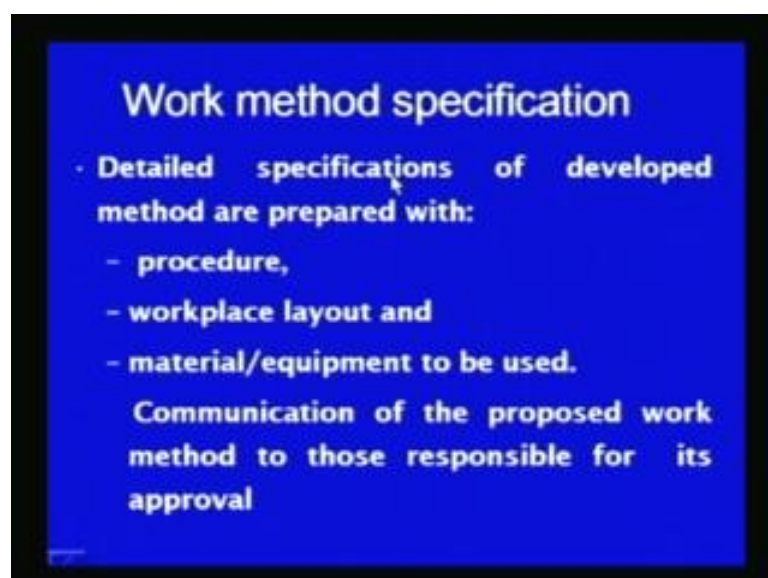 Work method specification
· Detailed specifications of developed
method are prepared with:
– procedure,
– workplace layout and
– material/equipment to be used.
Communication of the proposed work
method to those responsible for its
approval